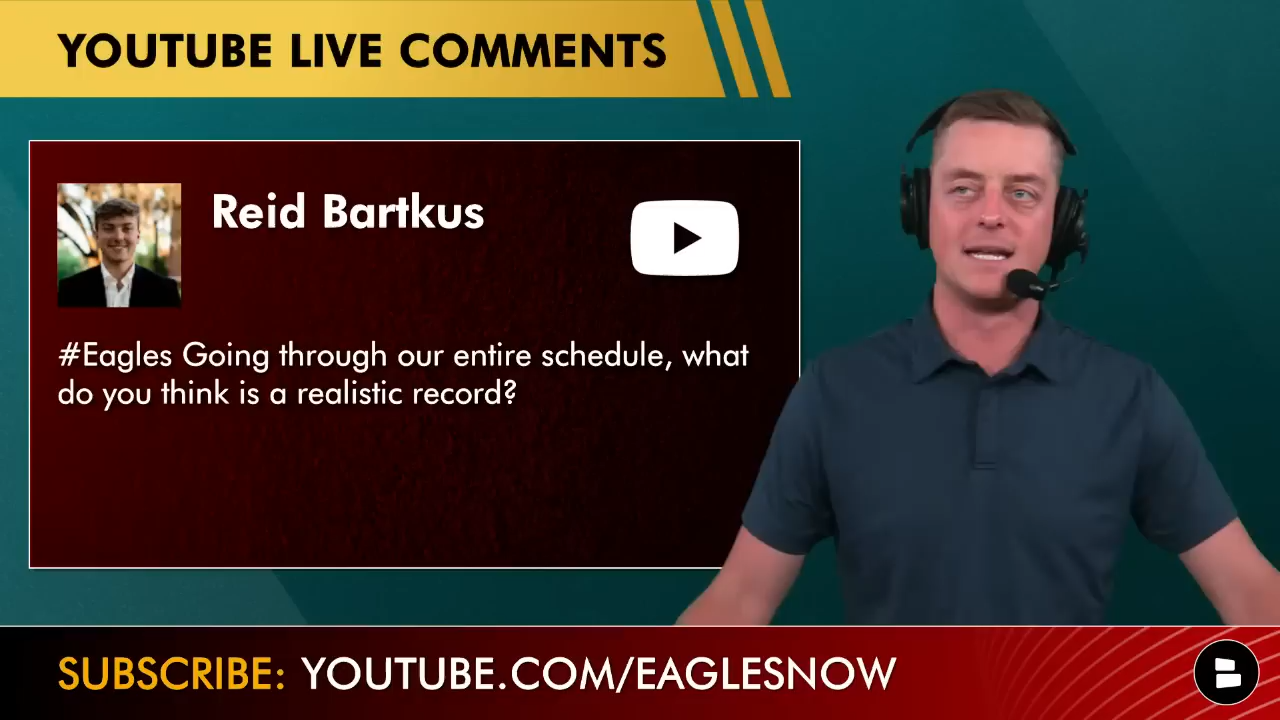 YOUTUBE LIVE COMMENTS
Reid Bartkus
#Eagles Going through our entire schedule, what
do you think is a realistic record?
SUBSCRIBE: YOUTUBE.COM/EAGLESNOW